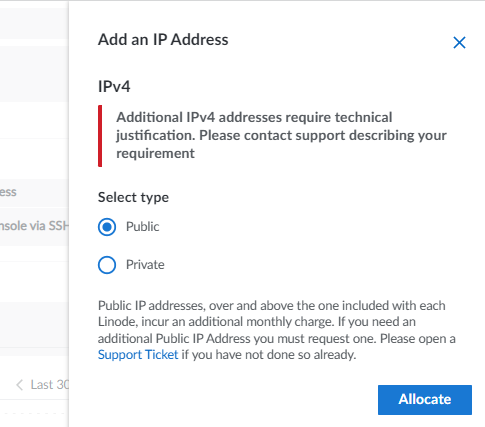 Add an IP Address
IPv4
Additional IPv4 addresses require technical
justification. Please contact support describing your
requirement
ess
Select type
Public
nsole via SSH
Private
Public IP addresses, over and above the one included with each
Linode, incur an additional monthly charge. If you need an
additional Public IP Address you must request one. Please open a
Support Ticket if you have not done so already.
Last 30
Allocate